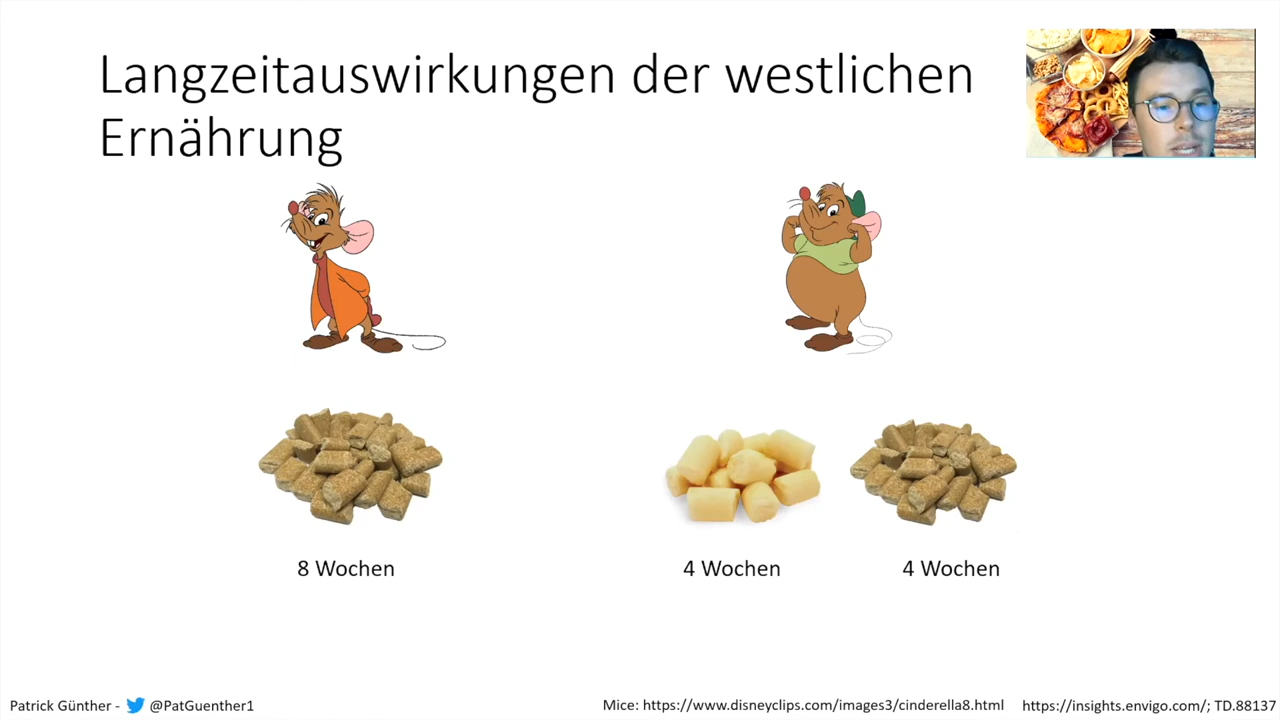 Langzeitauswirkungen der westlichen
Ernährung
8 Wochen
4 Wochen
4 Wochen
Patrick Günther - @PatGuenther1
Mice: https://www.disneyclips.com/images3/cinderella8.html
https://insights.envigo.com/; TD.88137